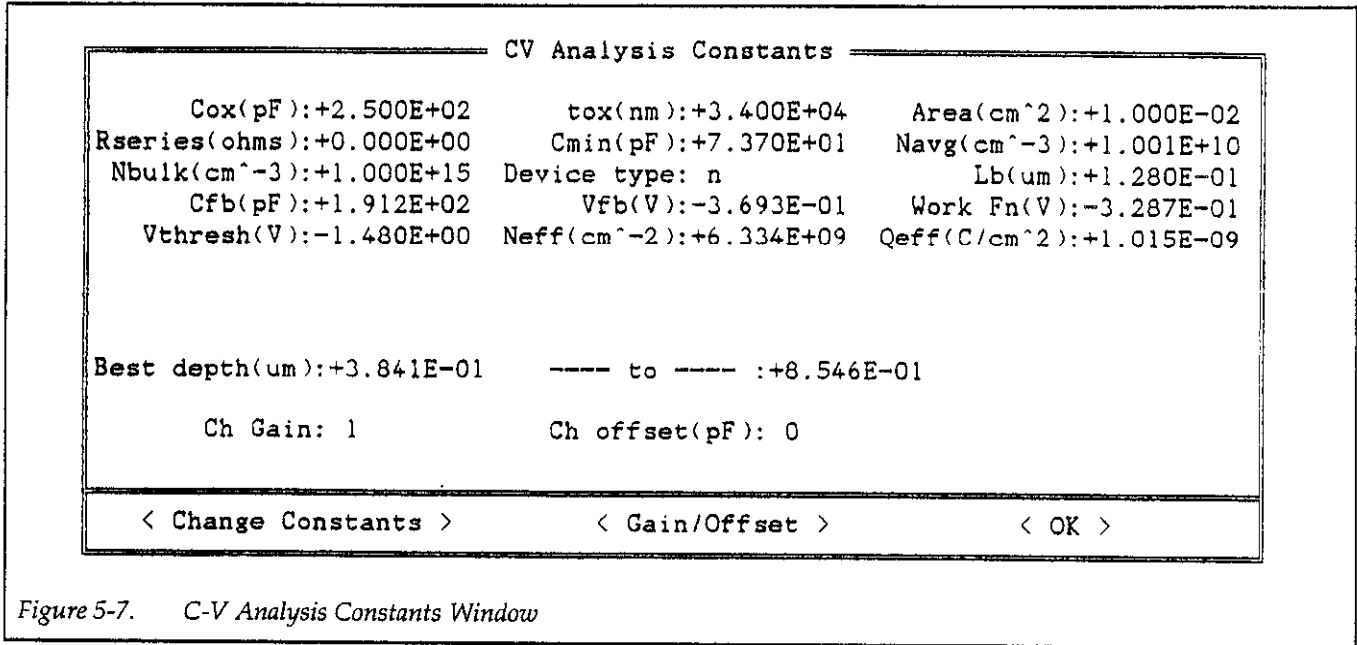 CV Analysis Constants
Cox(pF):+2.500E+02 tox(nm):+3.400E+04 Area(cm^2):+1.000E-02
Rseries(ohms):+0.000E+00 Cmin(pF):+7.370E+01 Navg(cm^-3):+1.001E+10
Nbulk(cm^-3):+1.000E+15 Device type: n Lb(um):+1.280E-01
Cfb(pF):+1.912E+02 Vfb(V):-3.693E-01 Work Fn(V):-3.287E-01
Vthresh(V):-1.480E+00 Neff(cm^-2):+6.334E+09 Qeff(C/cm^2):+1.015E-09
Best depth(um):+3.841E-01 ---- to ---- :+8.546E-01
Ch Gain: 1 Ch offset(pF): 0
< Change Constants > < Gain/Offset > < OK >
Figure 5-7. C-V Analysis Constants Window